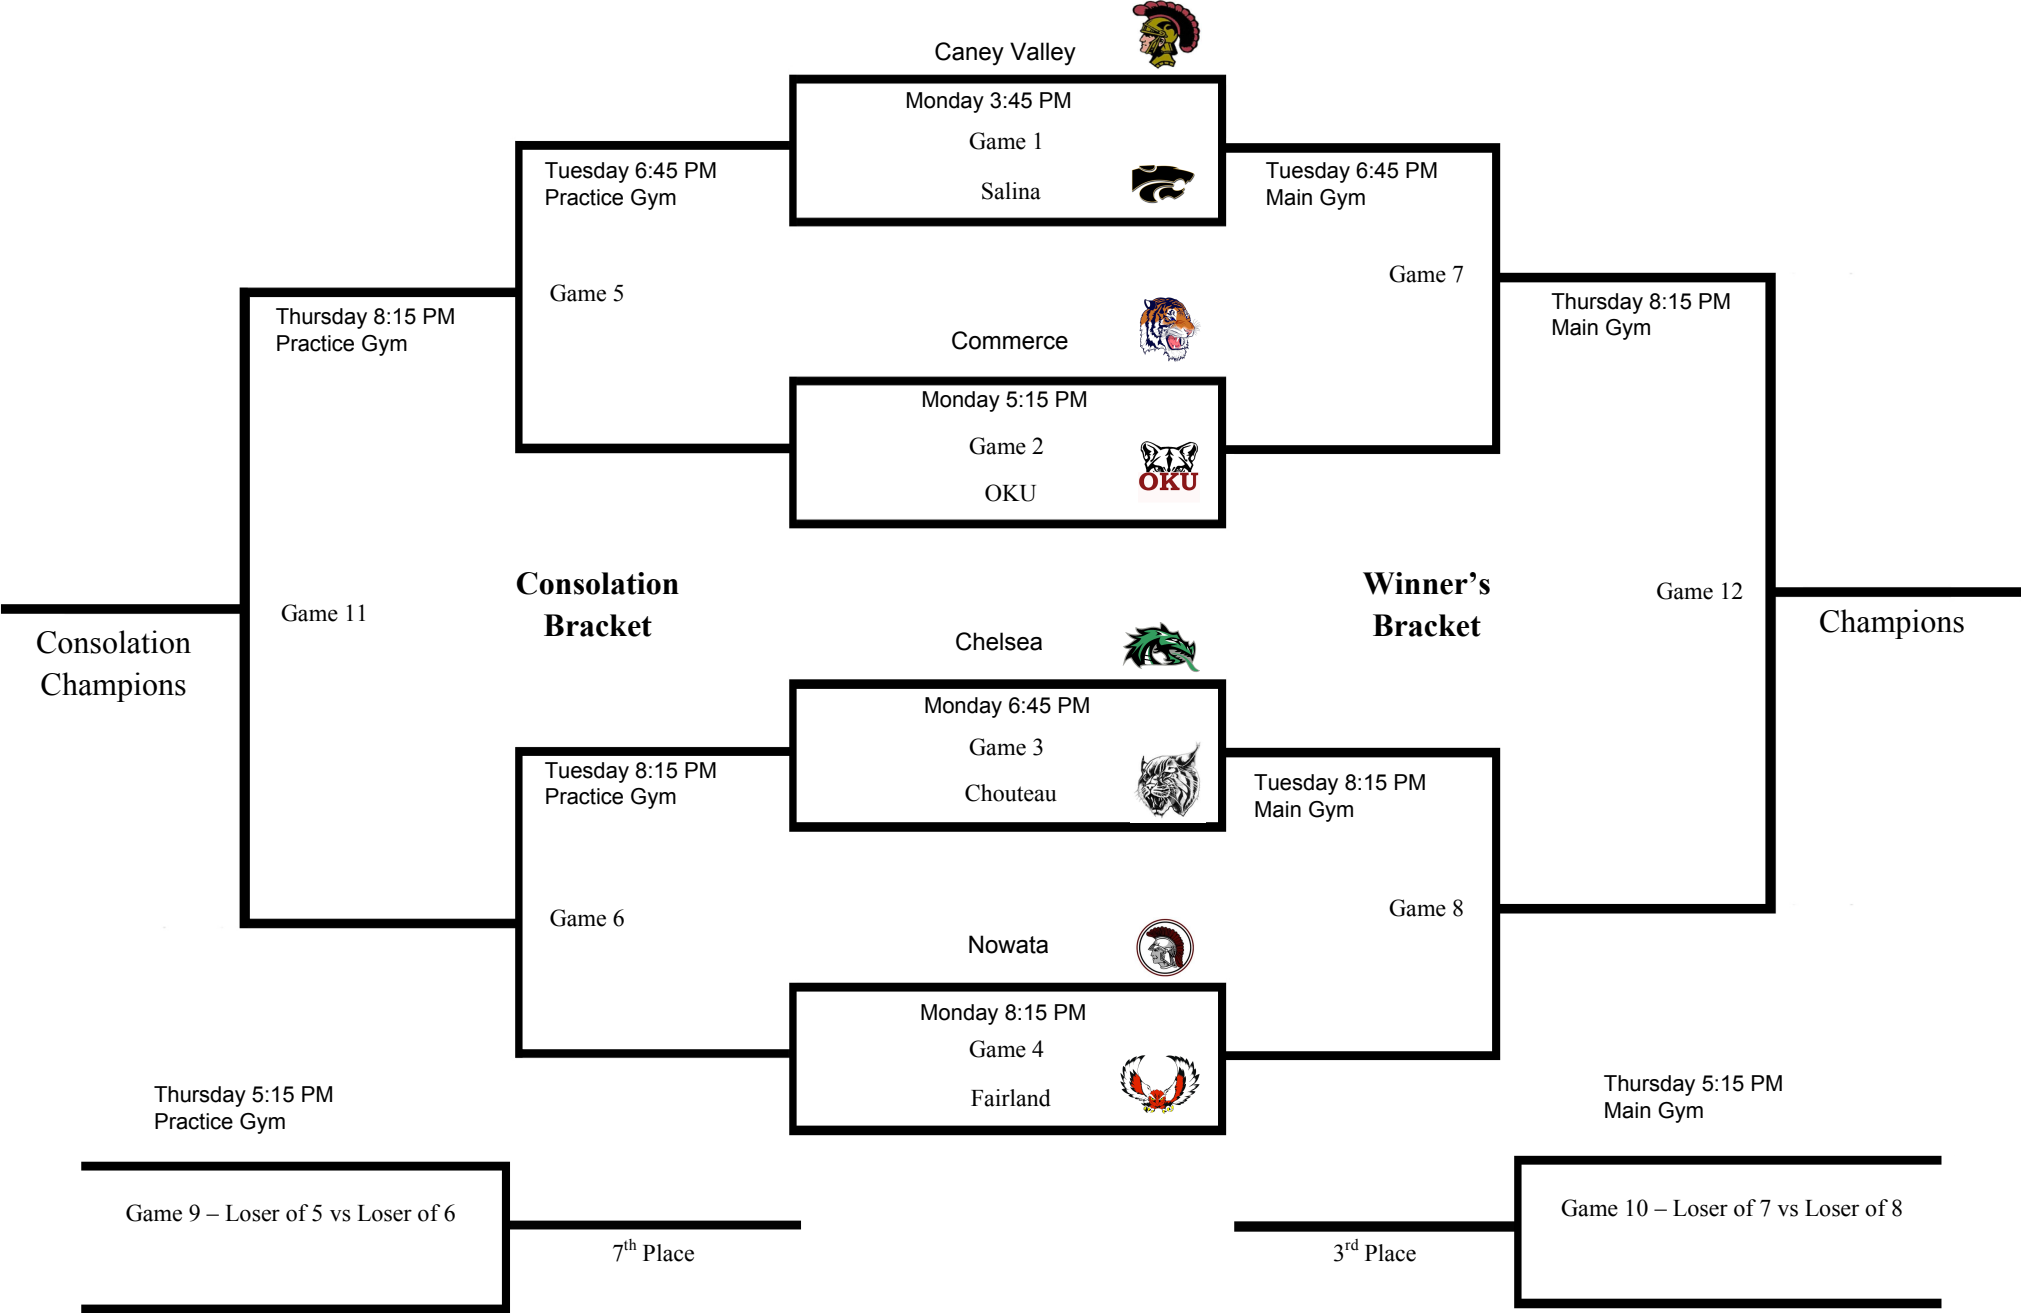 Caney Valley
Monday 3:45 PM
Game 1
Salina
Tuesday 6:45 PM
Practice Gym
Tuesday 6:45 PM
Main Gym
Game 5
Game 7
Thursday 8:15 PM
Practice Gym
Thursday 8:15 PM
Main Gym
Commerce
Monday 5:15 PM
Game 2
OKU
OKU
Consolation
Bracket
Winner's
Bracket
Game 11
Game 12
Consolation
Champions
Champions
Chelsea
Monday 6:45 PM
Game 3
Chouteau
Tuesday 8:15 PM
Practice Gym
Tuesday 8:15 PM
Main Gym
Game 6
Game 8
Nowata
Monday 8:15 PM
Game 4
Fairland
Thursday 5:15 PM
Practice Gym
Thursday 5:15 PM
Main Gym
Game 9 – Loser of 5 vs Loser of 6
7th Place
Game 10 – Loser of 7 vs Loser of 8
3rd Place